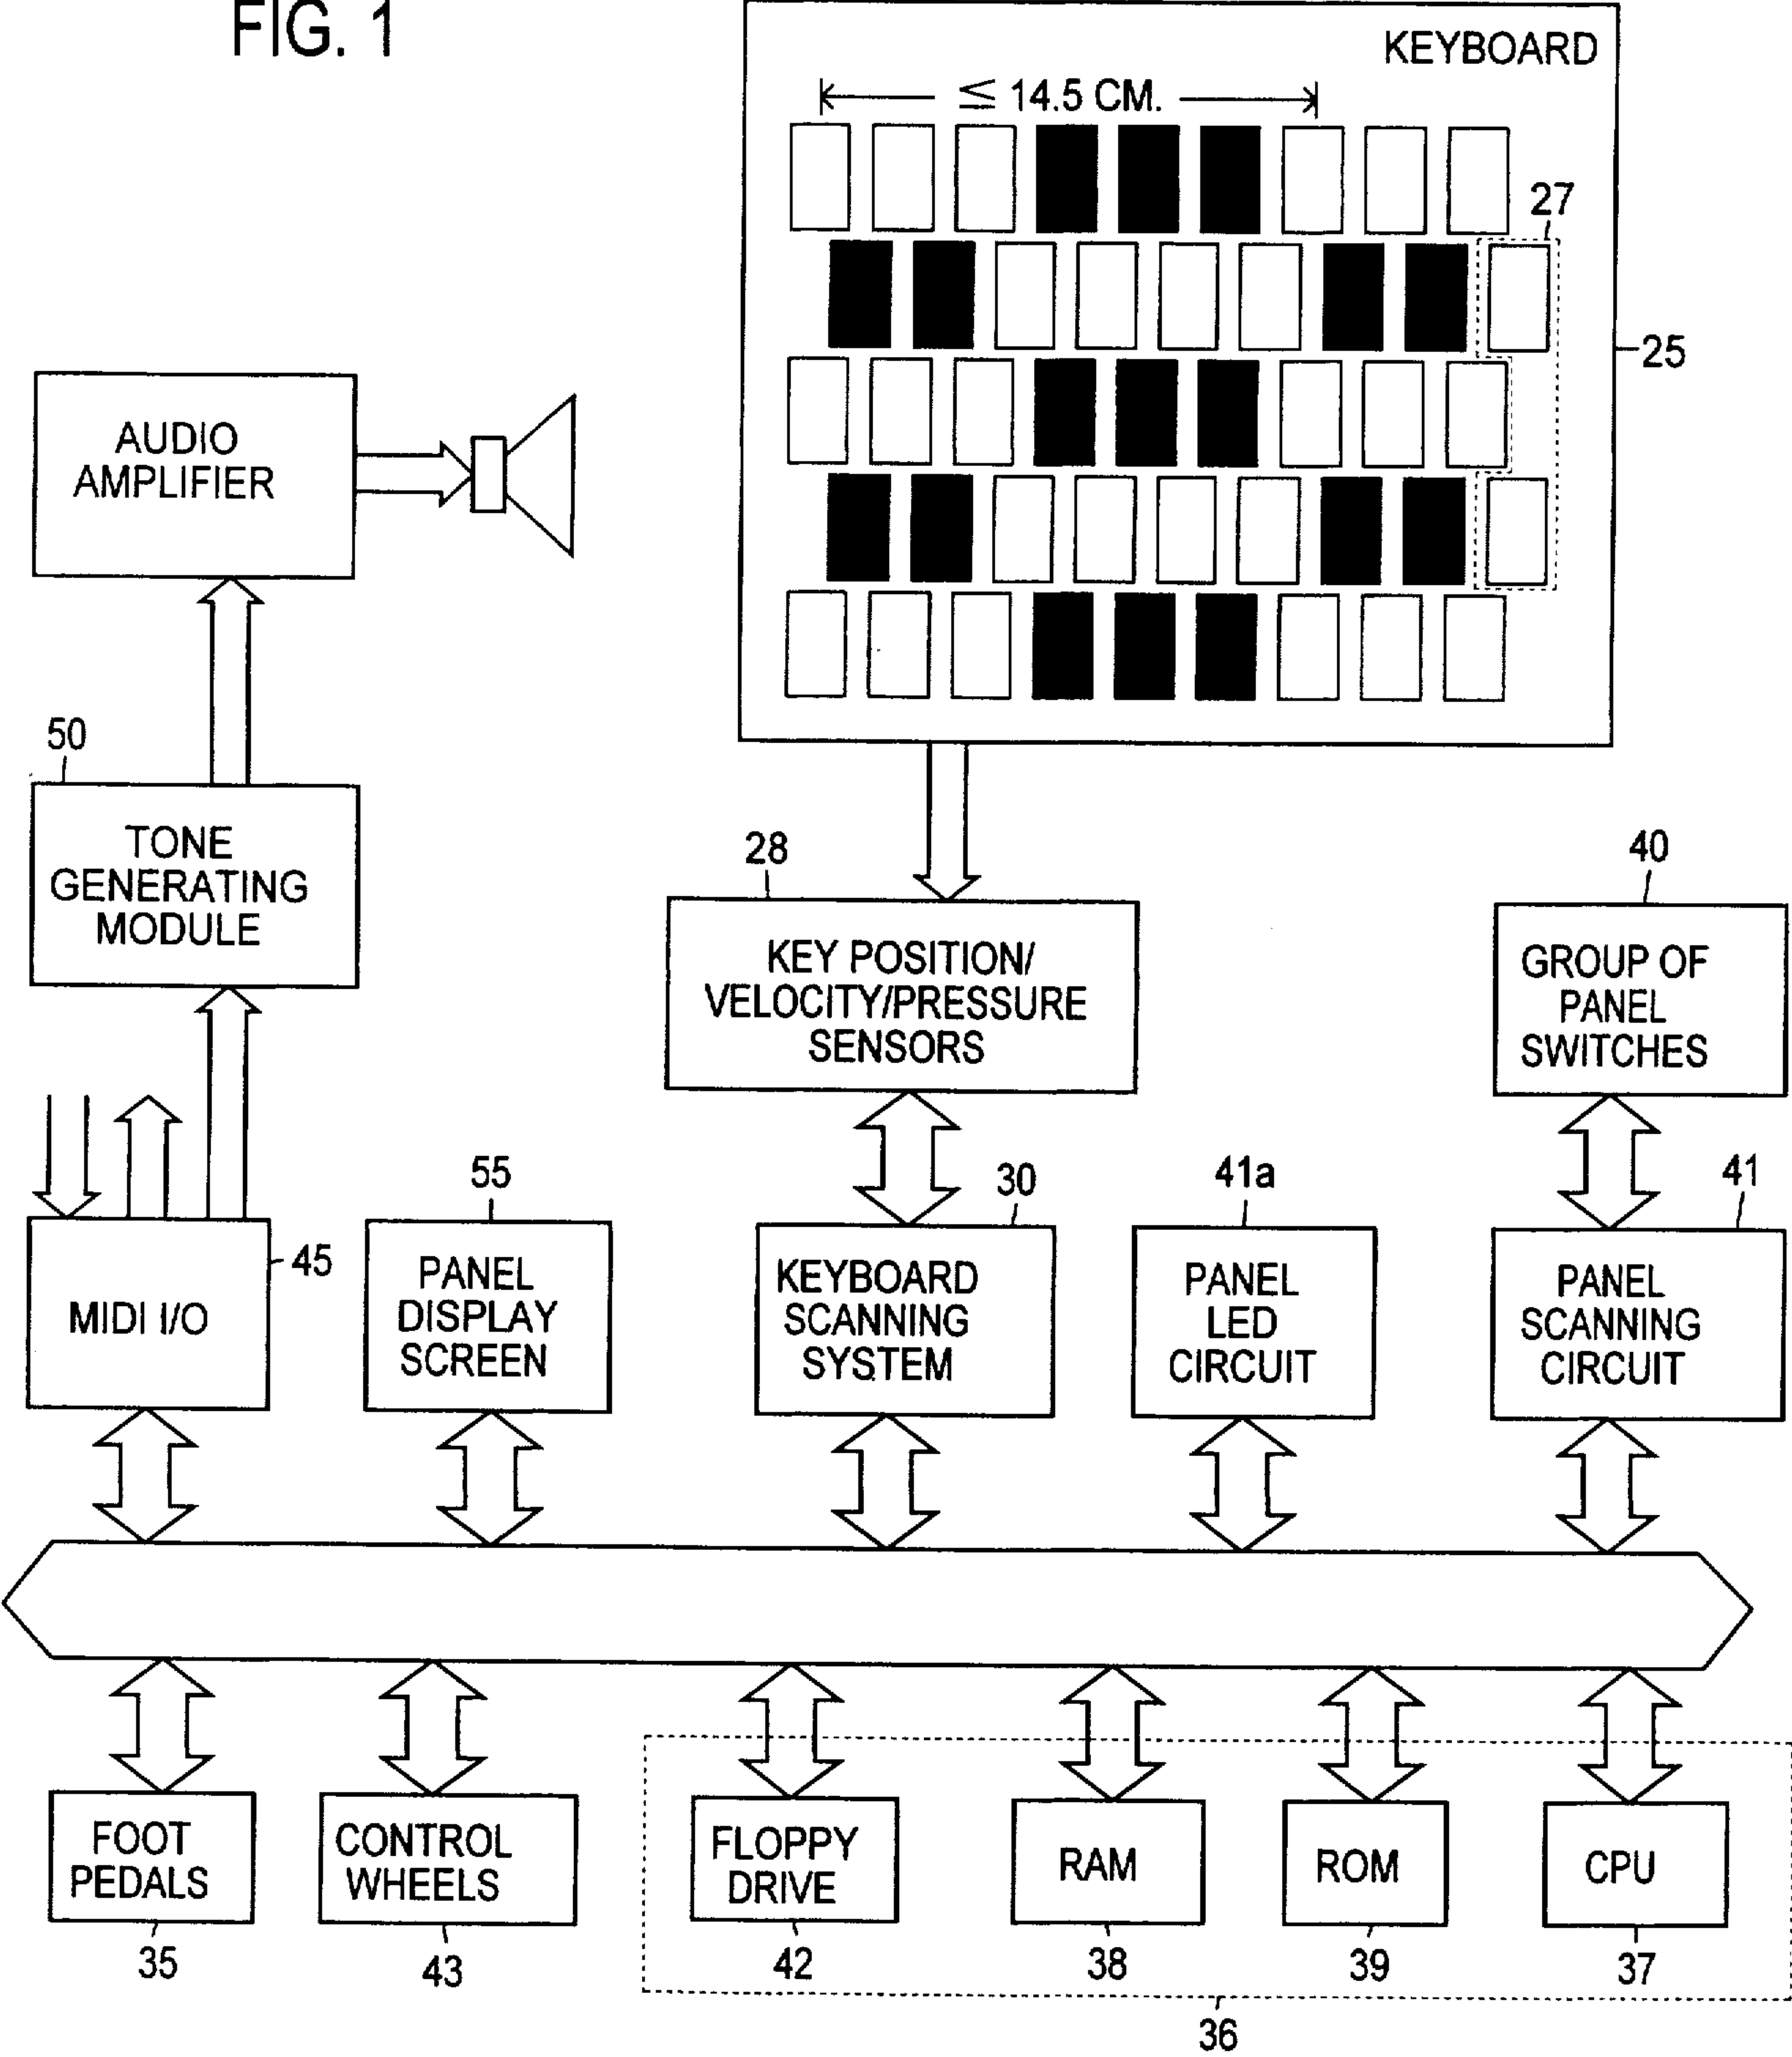 FIG. 1
KEYBOARD
≤ 14.5 CM.
27
25
AUDIO
AMPLIFIER
50
TONE
GENERATING
MODULE
28
KEY POSITION/
VELOCITY/PRESSURE
SENSORS
40
GROUP OF
PANEL
SWITCHES
45
MIDI I/O
55
PANEL
DISPLAY
SCREEN
30
KEYBOARD
SCANNING
SYSTEM
41a
PANEL
LED
CIRCUIT
41
PANEL
SCANNING
CIRCUIT
FOOT
PEDALS
35
CONTROL
WHEELS
43
FLOPPY
DRIVE
42
RAM
38
ROM
39
CPU
37
36